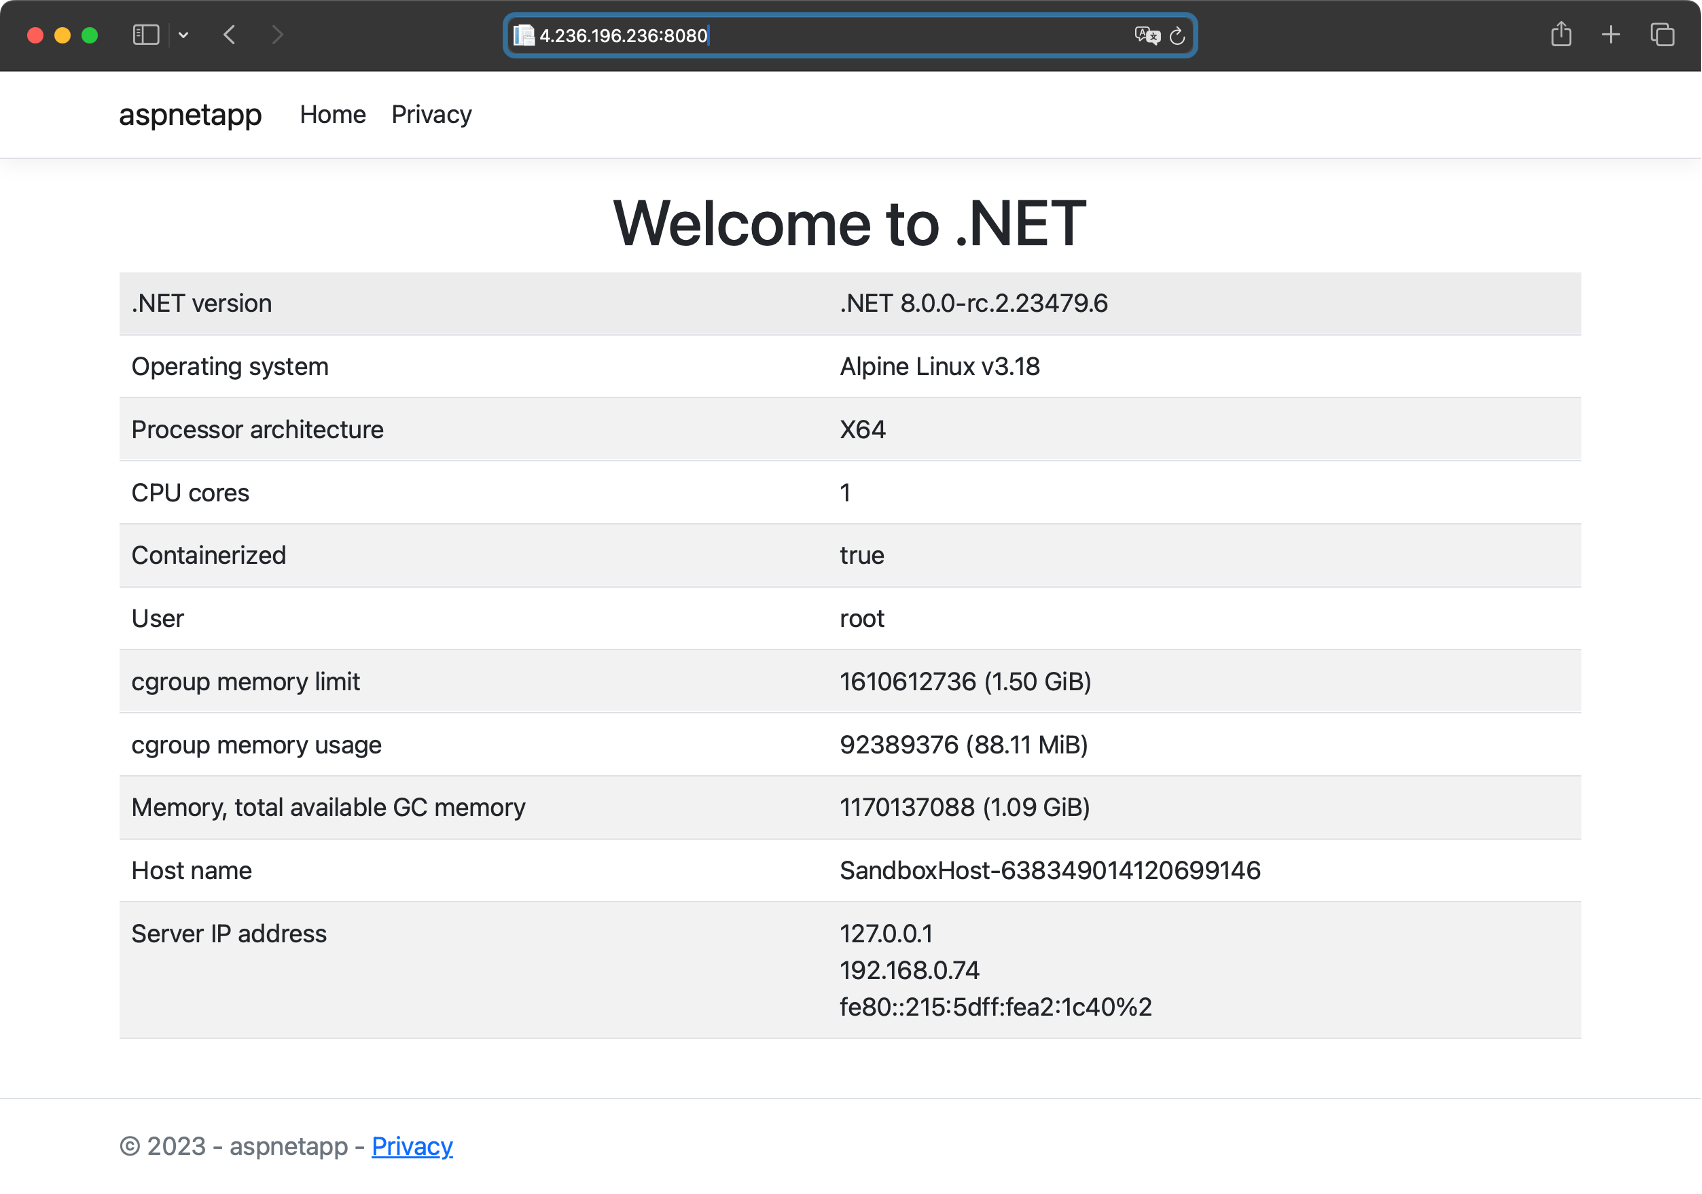 4.236.196.236:8080
aspnetapp Home Privacy
Welcome to .NET
.NET version .NET 8.0.0-rc.2.23479.6
Operating system Alpine Linux v3.18
Processor architecture X64
CPU cores 1
Containerized true
User root
cgroup memory limit 1610612736 (1.50 GiB)
cgroup memory usage 92389376 (88.11 MiB)
Memory, total available GC memory 1170137088 (1.09 GiB)
Host name SandboxHost-638349014120699146
Server IP address 127.0.0.1
192.168.0.74
fe80::215:5dff:fea2:1c40%2
© 2023 - aspnetapp - Privacy